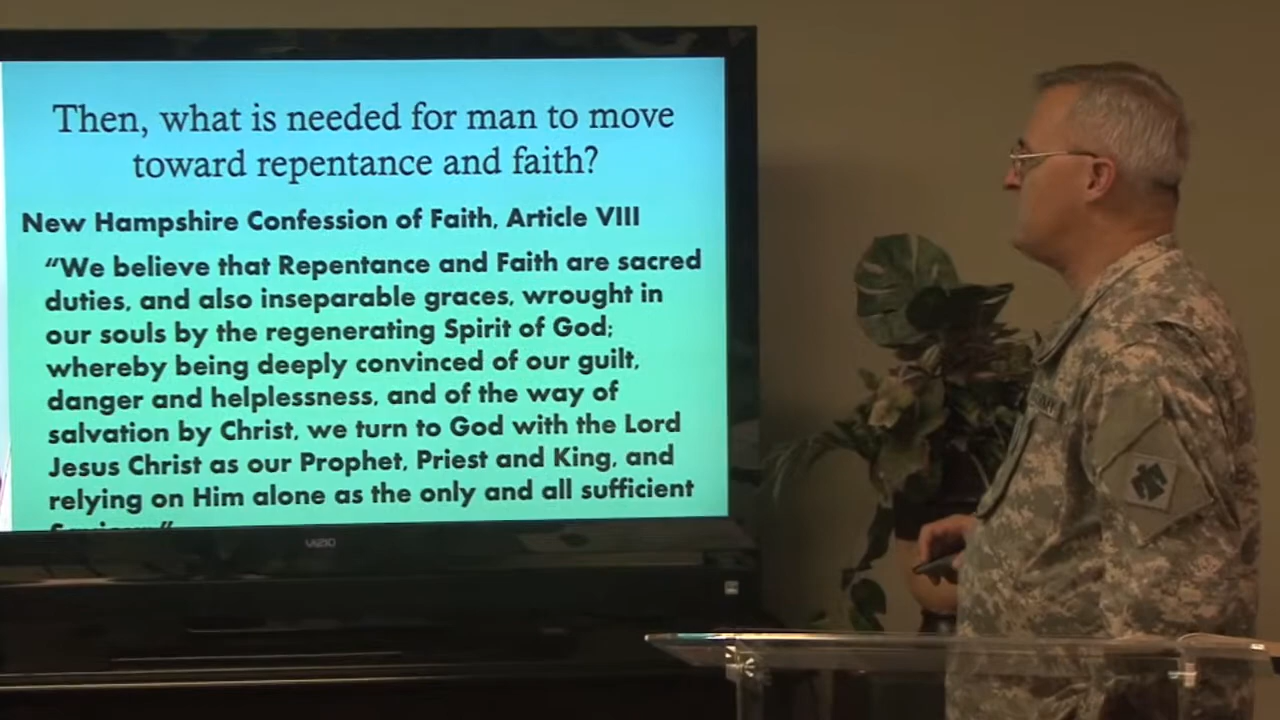 Then, what is needed for man to move
toward repentance and faith?
New Hampshire Confession of Faith, Article VIII
“We believe that Repentance and Faith are sacred
duties, and also inseparable graces, wrought in
our souls by the regenerating Spirit of God;
whereby being deeply convinced of our guilt,
danger and helplessness, and of the way of
salvation by Christ, we turn to God with the Lord
Jesus Christ as our Prophet, Priest and King, and
relying on Him alone as the only and all sufficient
VIZIO